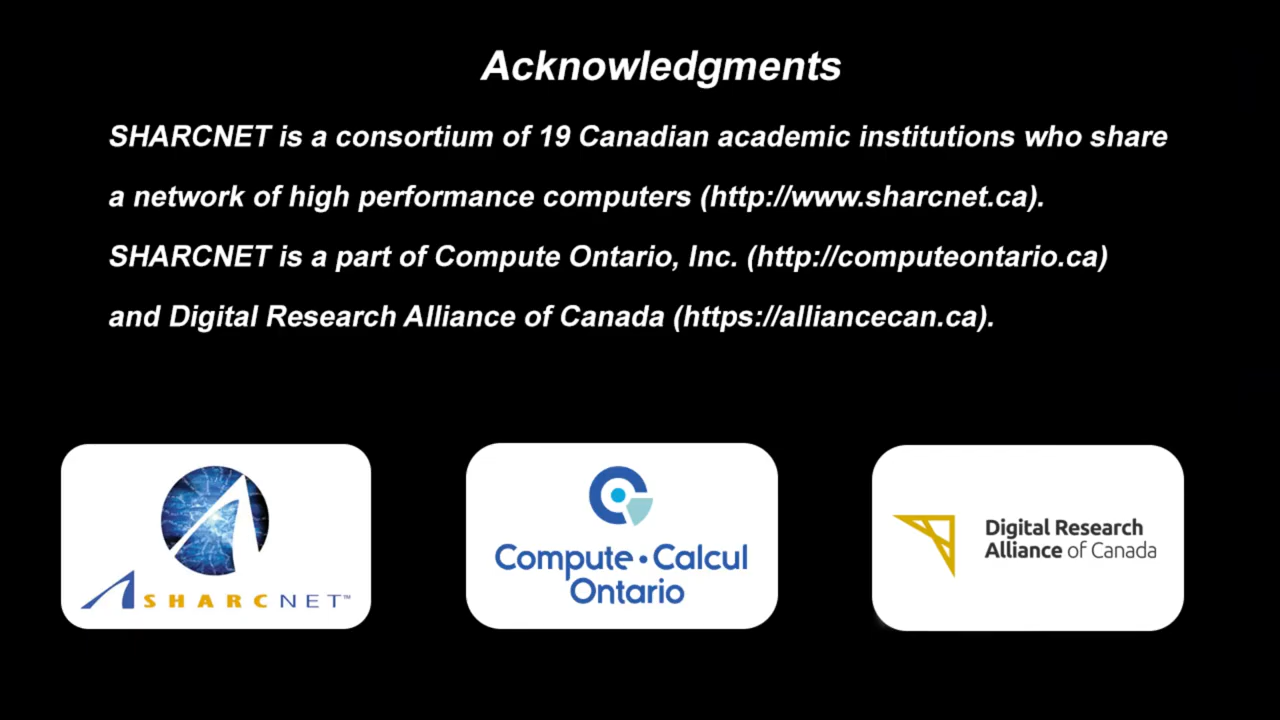 Acknowledgments
SHARCNET is a consortium of 19 Canadian academic institutions who share
a network of high performance computers (http://www.sharcnet.ca).
SHARCNET is a part of Compute Ontario, Inc. (http://computeontario.ca)
and Digital Research Alliance of Canada (https://alliancecan.ca).
SHARCNET™
Compute • Calcul
Ontario
Digital Research
Alliance of Canada